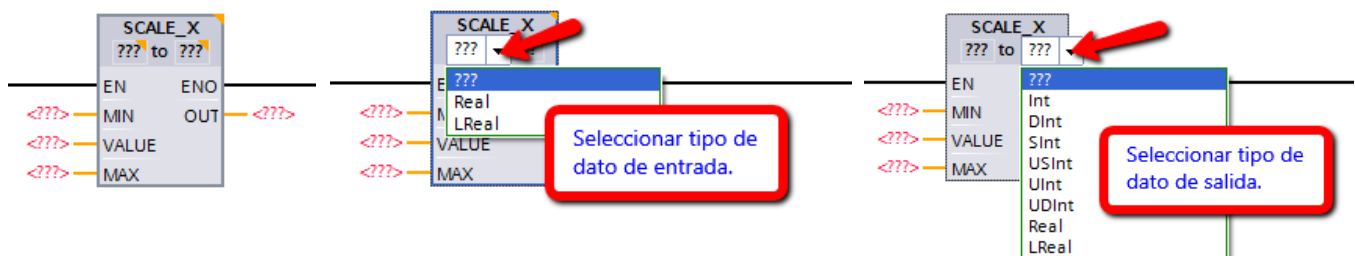 SCALE_X
??? to ???
EN ENO
<???> MIN OUT <???>
<???> VALUE
<???> MAX
SCALE_X
???
E
???
Real
LReal
<???>
<???> VALUE
<???> MAX
Seleccionar tipo de
dato de entrada.
SCALE_X
??? to ???
EN
<???> MIN
<???> VALUE
<???> MAX
???
Int
DInt
SInt
USInt
UInt
UDInt
Real
LReal
Seleccionar tipo de
dato de salida.